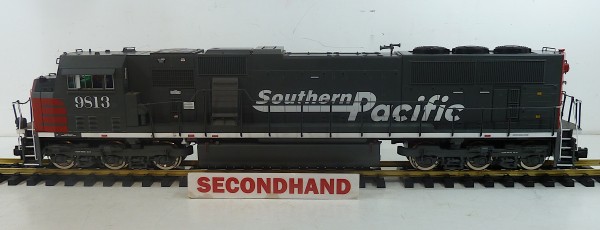 9813
Southern
Pacific
SECONDHAND